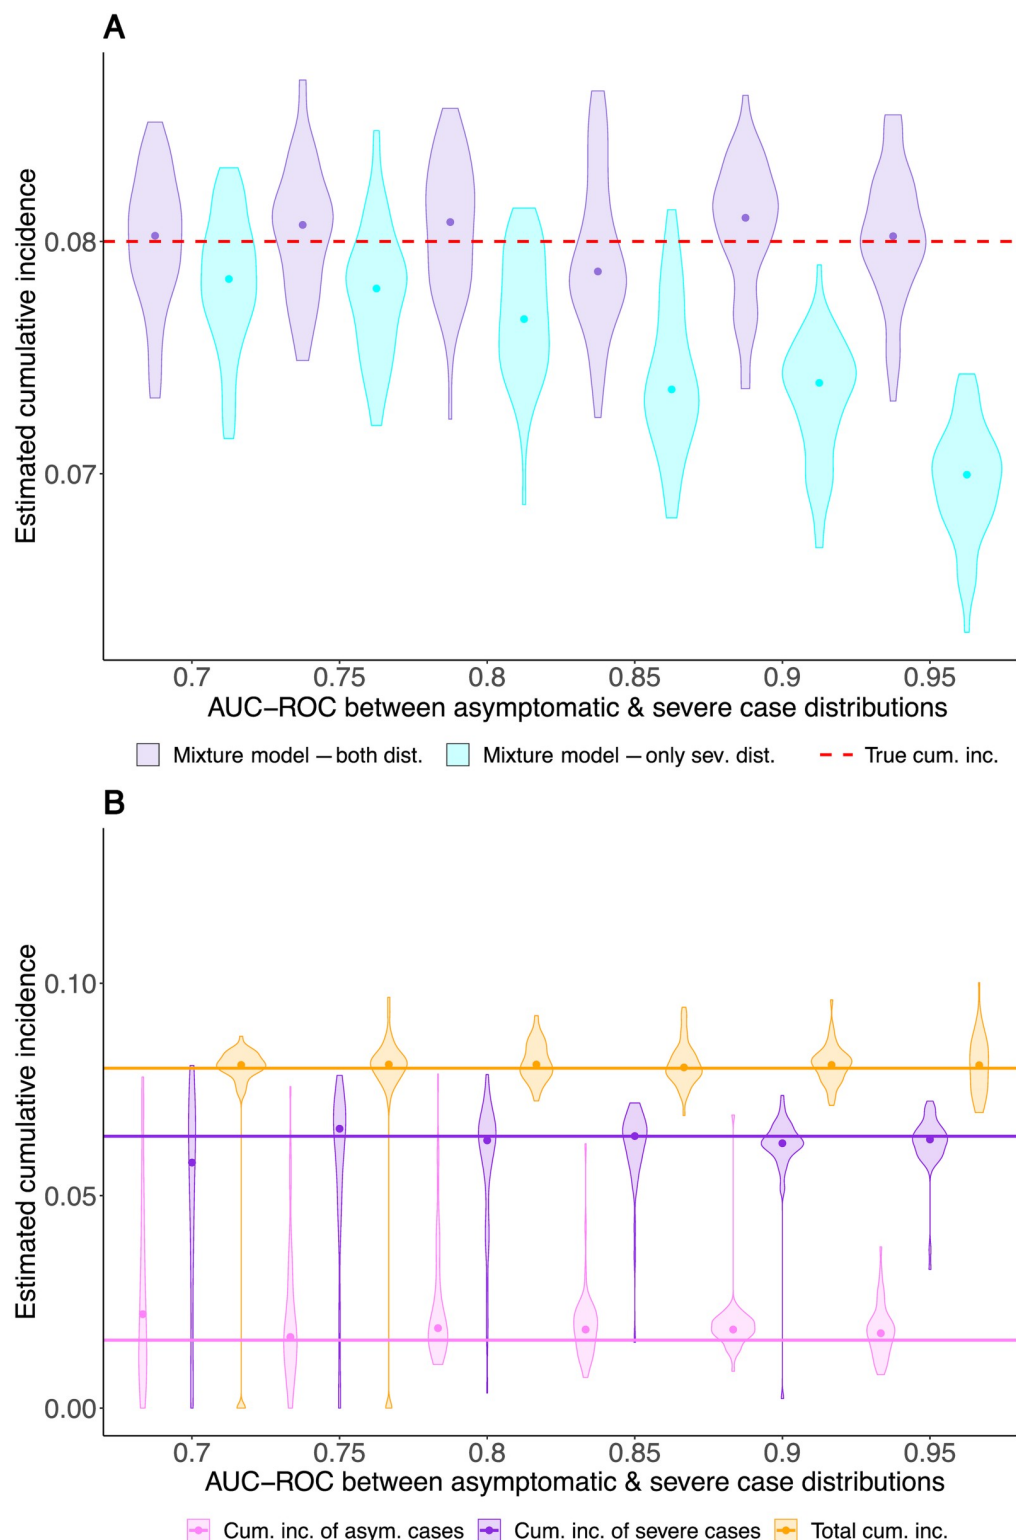 A
Estimated cumulative incidence
0.08
0.07
0.7 0.75 0.8 0.85 0.9 0.95
AUC−ROC between asymptomatic & severe case distributions
Mixture model − both dist. Mixture model − only sev. dist. True cum. inc.
B
Estimated cumulative incidence
0.10
0.05
0.00
0.7 0.75 0.8 0.85 0.9 0.95
AUC−ROC between asymptomatic & severe case distributions
Cum. inc. of asym. cases Cum. inc. of severe cases Total cum. inc.